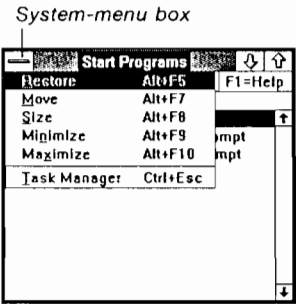 System-menu box
Start Programs
Restore Alt+F5 F1=Help
Move Alt+F7
Size Alt+F8
Minimize Alt+F9 mpt
Maximize Alt+F10 mpt
Task Manager Ctrl+Esc